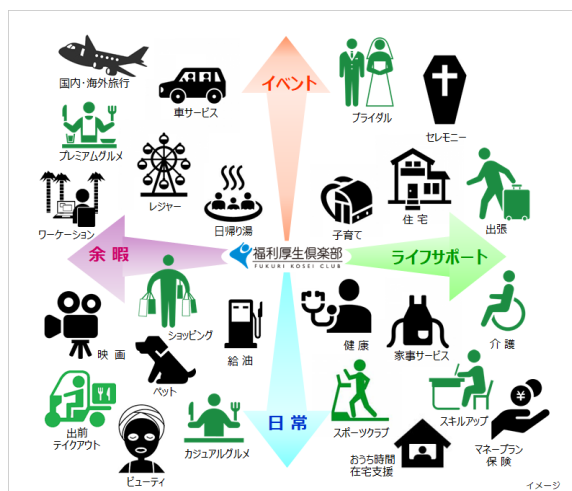 イベント
国内・海外旅行
車サービス
ブライダル
セレモニー
プレミアムグルメ
レジャー
ワーケーション
日帰り湯
子育て
住 宅
出張
余 暇
福利厚生倶楽部
FUKURI KOSEI CLUB
ライフサポート
ショッピング
映 画
ペット
給 油
健 康
家事サービス
介 護
出前
テイクアウト
ビューティ
カジュアルグルメ
日 常
スポーツクラブ
おうち時間
在宅支援
スキルアップ
マネープラン
保 険
¥
イメージ